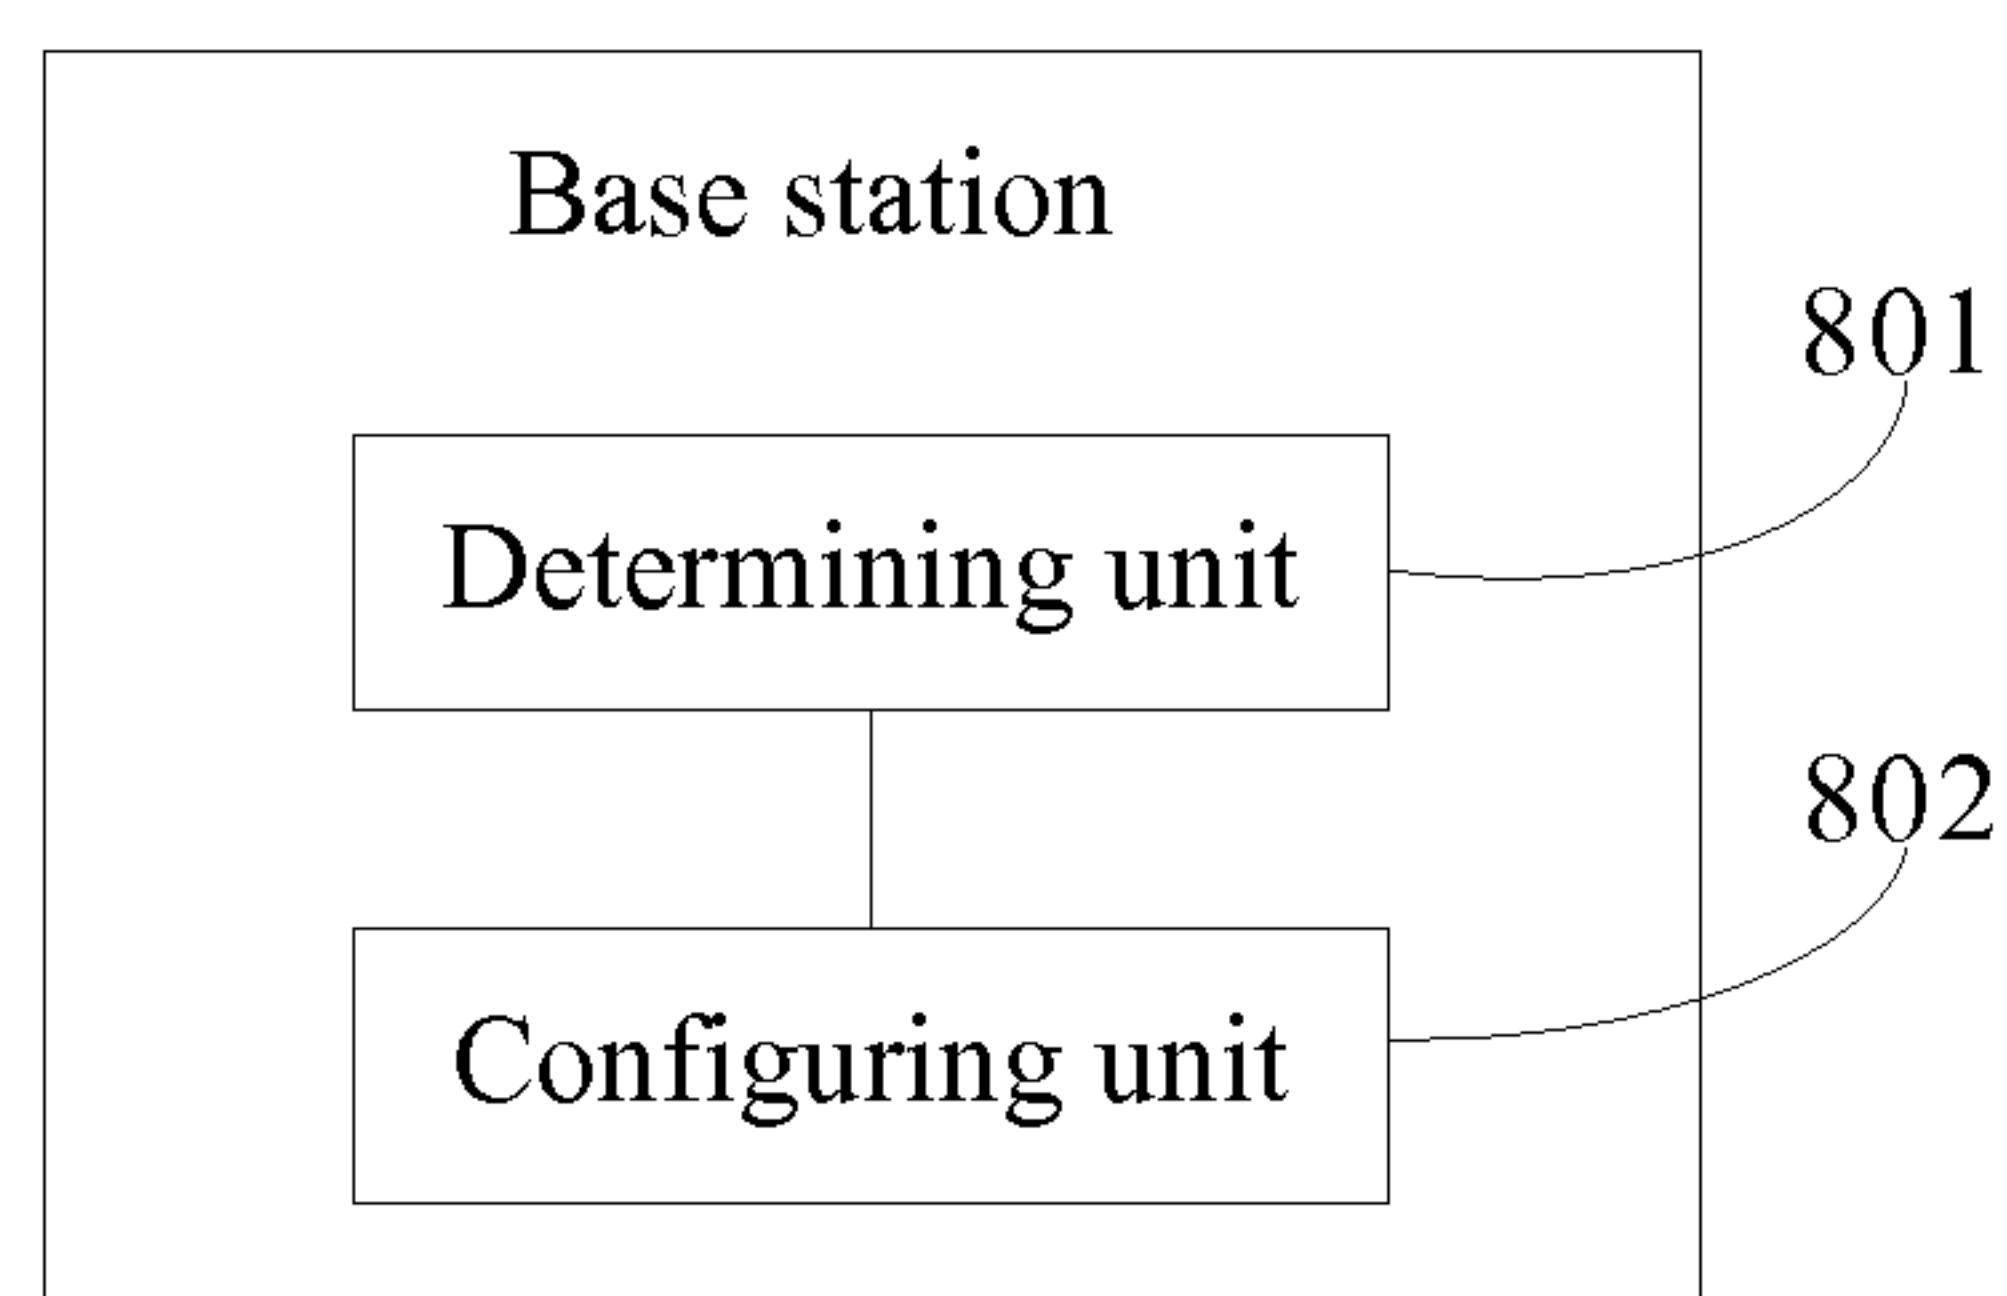 Base station
801
Determining unit
802
Configuring unit